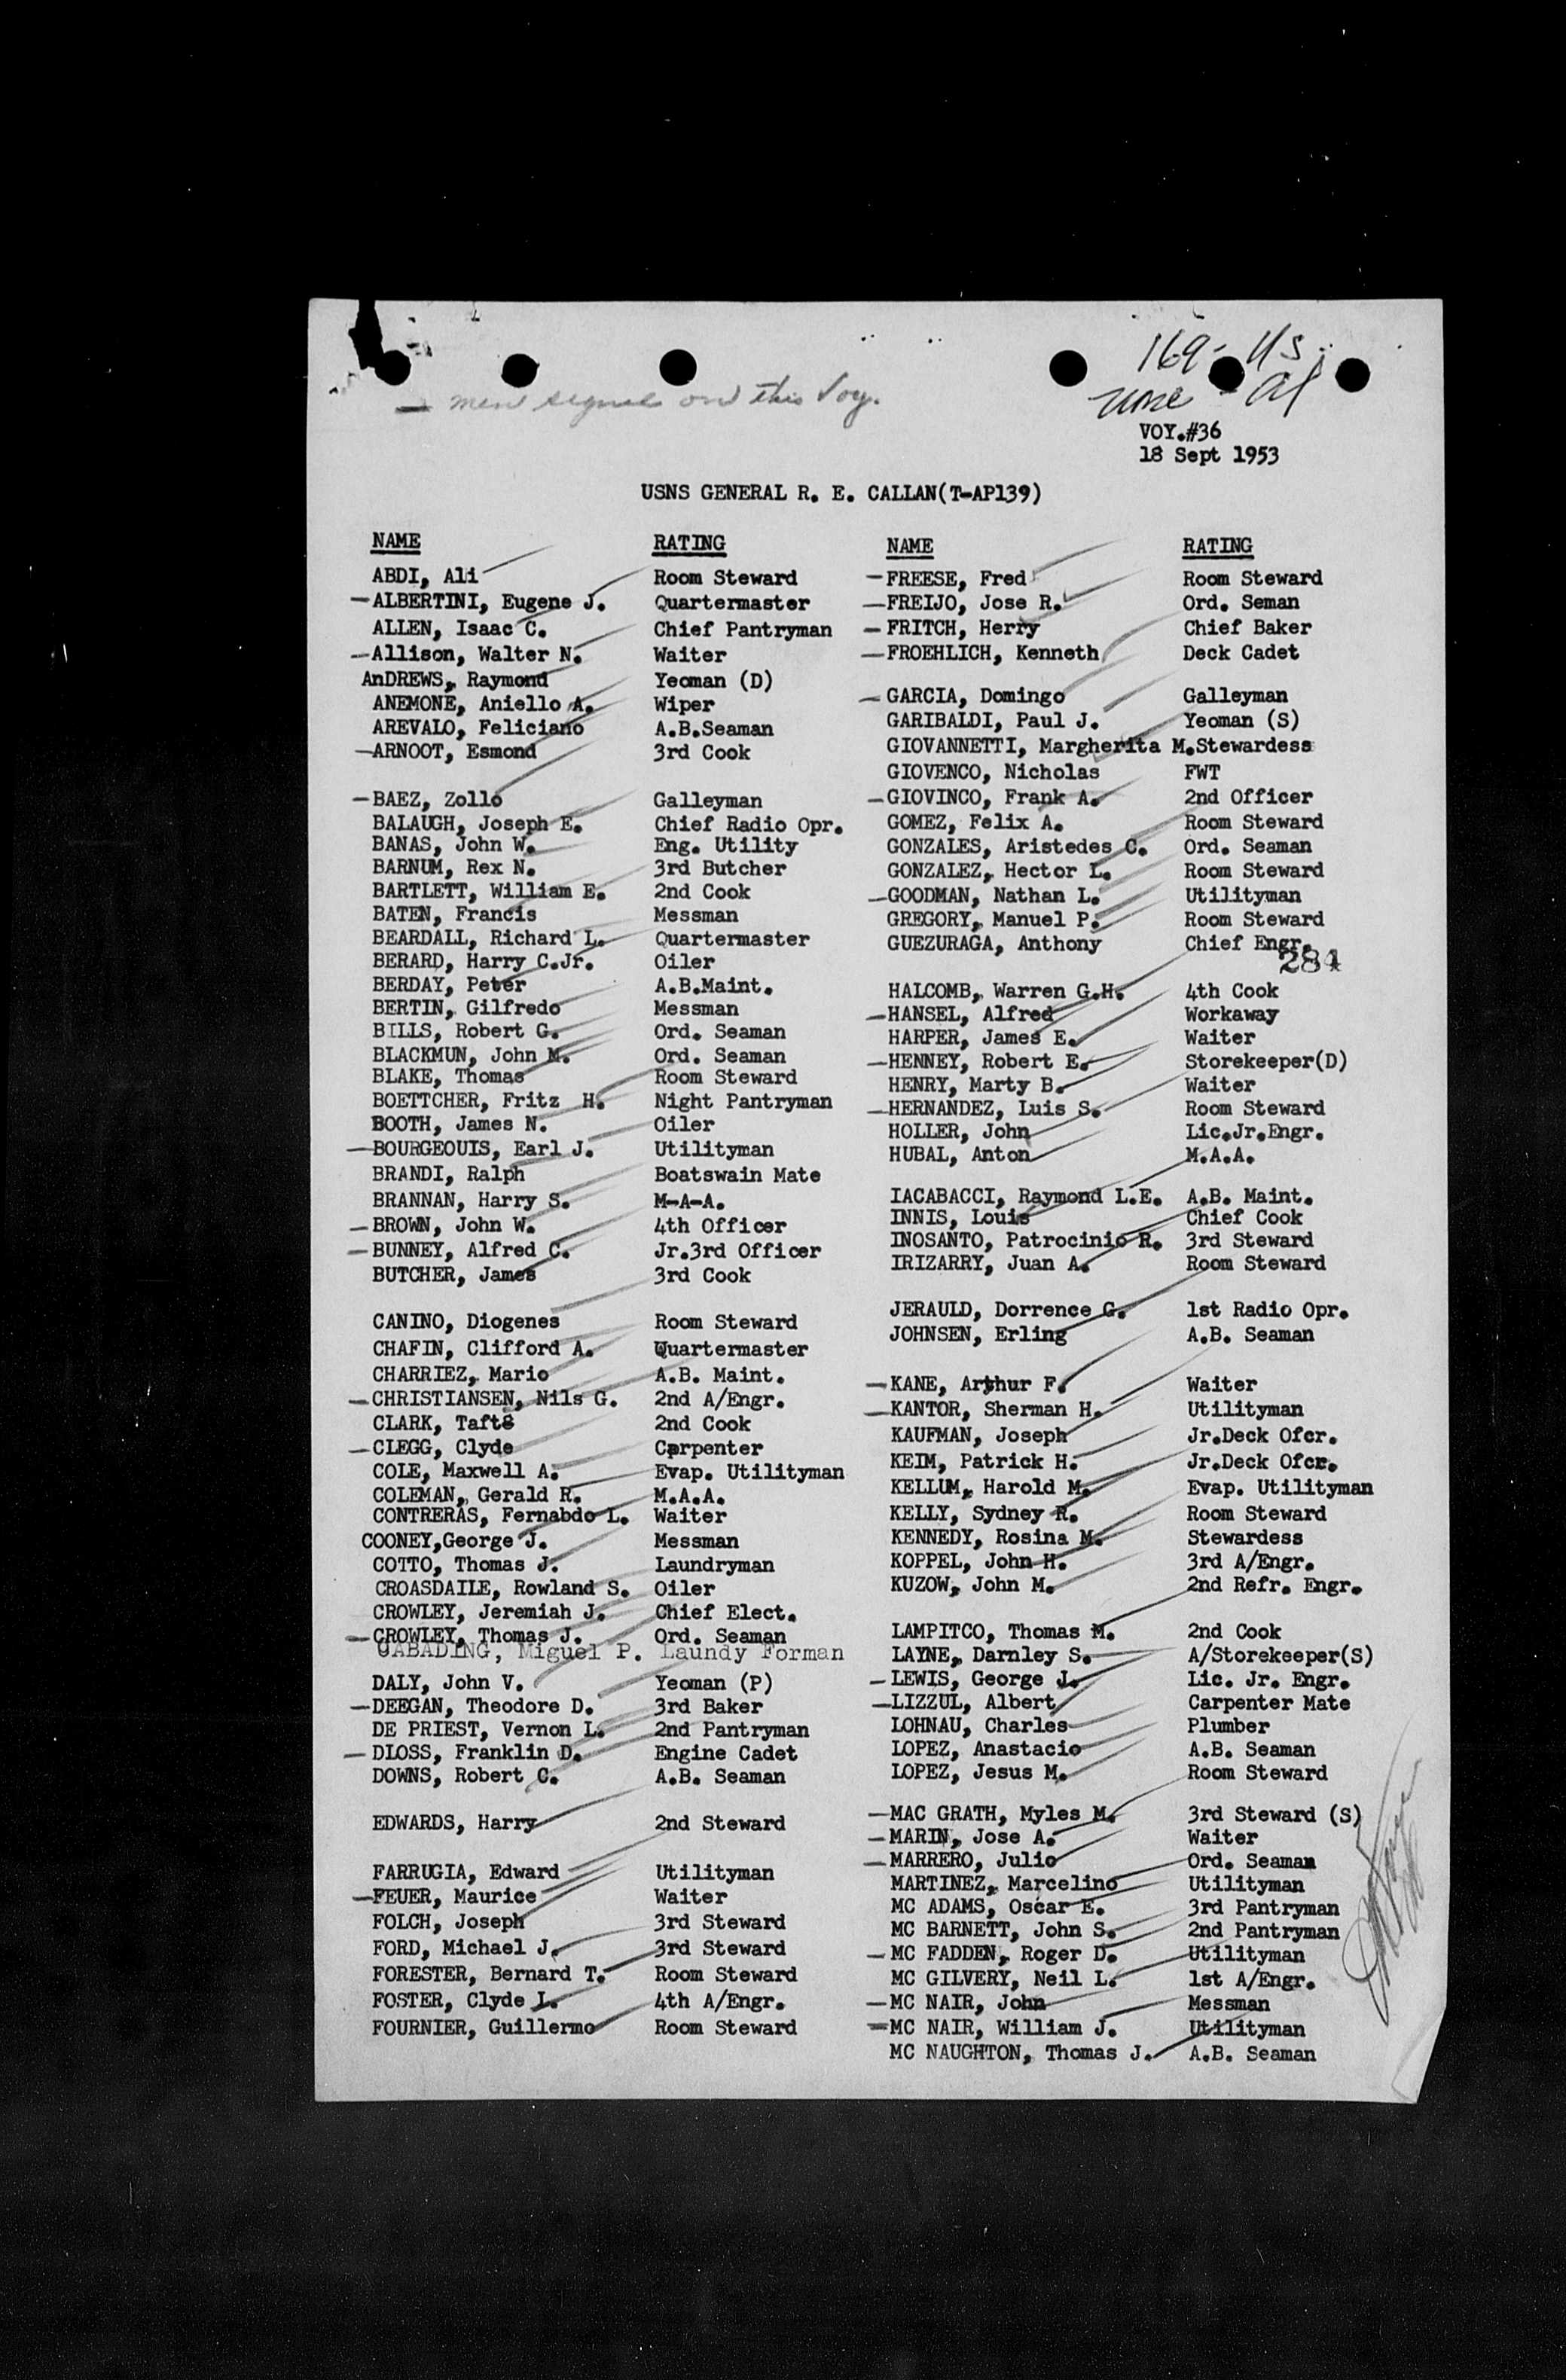 169- US
none - Al
— men signed on this Voy.
VOY.#36
18 Sept 1953
USNS GENERAL R. E. CALLAN(T-AP139)
NAME RATING
ABDI, Ali Room Steward
—ALBERTINI, Eugene J. Quartermaster
ALLEN, Isaac C. Chief Pantryman
—Allison, Walter N. Waiter
AnDREWS, Raymond Yeoman (D)
ANEMONE, Aniello A. Wiper
AREVALO, Feliciano A.B.Seaman
—ARNOOT, Esmond 3rd Cook
—BAEZ, Zollo Galleyman
BALAUGH, Joseph E. Chief Radio Opr.
BANAS, John W. Eng. Utility
BARNUM, Rex N. 3rd Butcher
BARTLETT, William E. 2nd Cook
BATEN, Francis Messman
BEARDALL, Richard L. Quartermaster
BERARD, Harry C.Jr. Oiler
BERDAY, Peter A.B.Maint.
BERTIN, Gilfredo Messman
BILLS, Robert G. Ord. Seaman
BLACKMUN, John M. Ord. Seaman
BLAKE, Thomas Room Steward
BOETTCHER, Fritz H. Night Pantryman
BOOTH, James N. Oiler
—BOURGEOUIS, Earl J. Utilityman
BRANDI, Ralph Boatswain Mate
BRANNAN, Harry S. M-A-A.
—BROWN, John W. 4th Officer
—BUNNEY, Alfred C. Jr.3rd Officer
BUTCHER, James 3rd Cook
CANINO, Diogenes Room Steward
CHAFIN, Clifford A. Quartermaster
CHARRIEZ, Mario A.B. Maint.
—CHRISTIANSEN, Nils G. 2nd A/Engr.
CLARK, Taft8 2nd Cook
—CLEGG, Clyde Carpenter
COLE, Maxwell A. Evap. Utilityman
COLEMAN, Gerald R. M.A.A.
CONTRERAS, Fernabdo L. Waiter
COONEY,George J. Messman
COTTO, Thomas J. Laundryman
CROASDAILE, Rowland S. Oiler
CROWLEY, Jeremiah J. Chief Elect.
—CROWLEY, Thomas J. Ord. Seaman
CABADING, Miguel P. Laundy Forman
DALY, John V. Yeoman (P)
—DEEGAN, Theodore D. 3rd Baker
DE PRIEST, Vernon L. 2nd Pantryman
—DIOSS, Franklin D. Engine Cadet
DOWNS, Robert C. A.B. Seaman
EDWARDS, Harry 2nd Steward
FARRUGIA, Edward Utilityman
—FEUER, Maurice Waiter
FOLCH, Joseph 3rd Steward
FORD, Michael J. 3rd Steward
FORESTER, Bernard T. Room Steward
FOSTER, Clyde L. 4th A/Engr.
FOURNIER, Guillermo Room Steward
NAME RATING
—FREESE, Fred Room Steward
—FREIJO, Jose R. Ord. Seman
—FRITCH, Herry Chief Baker
—FROEHLICH, Kenneth Deck Cadet
—GARCIA, Domingo Galleyman
GARIBALDI, Paul J. Yeoman (S)
GIOVANNETTI, Margherita M.Stewardess
GIOVENCO, Nicholas FWT
—GIOVINCO, Frank A. 2nd Officer
GOMEZ, Felix A. Room Steward
GONZALES, Aristedes C. Ord. Seaman
GONZALEZ, Hector L. Room Steward
—GOODMAN, Nathan L. Utilityman
GREGORY, Manuel P. Room Steward
GUEZURAGA, Anthony Chief Engr.
284
HALCOMB, Warren G.H. 4th Cook
—HANSEL, Alfred Workaway
HARPER, James E. Waiter
—HENNEY, Robert E. Storekeeper(D)
HENRY, Marty B. Waiter
—HERNANDEZ, Luis S. Room Steward
HOLLER, John Lic.Jr.Engr.
HUBAL, Anton M.A.A.
IACABACCI, Raymond L.E. A.B. Maint.
INNIS, Louis Chief Cook
INOSANTO, Patrocinio R. 3rd Steward
IRIZARRY, Juan A. Room Steward
JERAULD, Dorrence G. 1st Radio Opr.
JOHNSEN, Erling A.B. Seaman
—KANE, Arthur F. Waiter
—KANTOR, Sherman H. Utilityman
KAUFMAN, Joseph Jr.Deck Ofcr.
KEIM, Patrick H. Jr.Deck Ofcr.
KELLUM, Harold M. Evap. Utilityman
KELLY, Sydney R. Room Steward
KENNEDY, Rosina M. Stewardess
KOPPEL, John H. 3rd A/Engr.
KUZOW, John M. 2nd Refr. Engr.
LAMPITCO, Thomas M. 2nd Cook
LAYNE, Darnley S. A/Storekeeper(S)
—LEWIS, George J. Lic. Jr. Engr.
—LIZZUL, Albert Carpenter Mate
LOHNAU, Charles Plumber
LOPEZ, Anastacio A.B. Seaman
LOPEZ, Jesus M. Room Steward
—MAC GRATH, Myles M. 3rd Steward (S)
—MARIN, Jose A. Waiter
—MARRERO, Julio Ord. Seaman
MARTINEZ, Marcelino Utilityman
MC ADAMS, Oscar E. 3rd Pantryman
MC BARNETT, John S. 2nd Pantryman
—MC FADDEN, Roger D. Utilityman
MC GILVERY, Neil L. 1st A/Engr.
—MC NAIR, John Messman
—MC NAIR, William J. Utilityman
MC NAUGHTON, Thomas J. A.B. Seaman